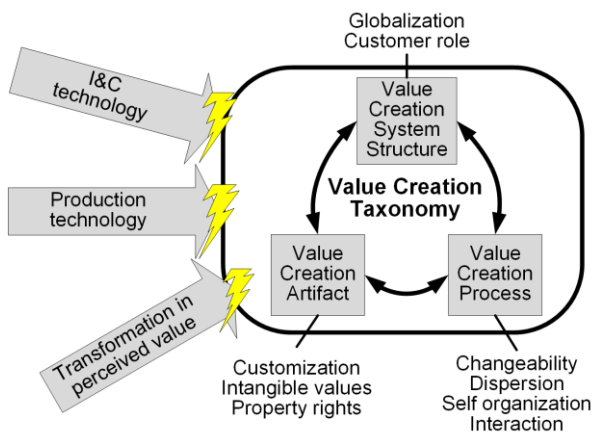 Globalization
Customer role
I&C
technology
Value
Creation
System
Structure
Production
technology
Value Creation
Taxonomy
Value
Creation
Artifact
Value
Creation
Process
Transformation in
perceived value
Customization
Intangible values
Property rights
Changeability
Dispersion
Self organization
Interaction